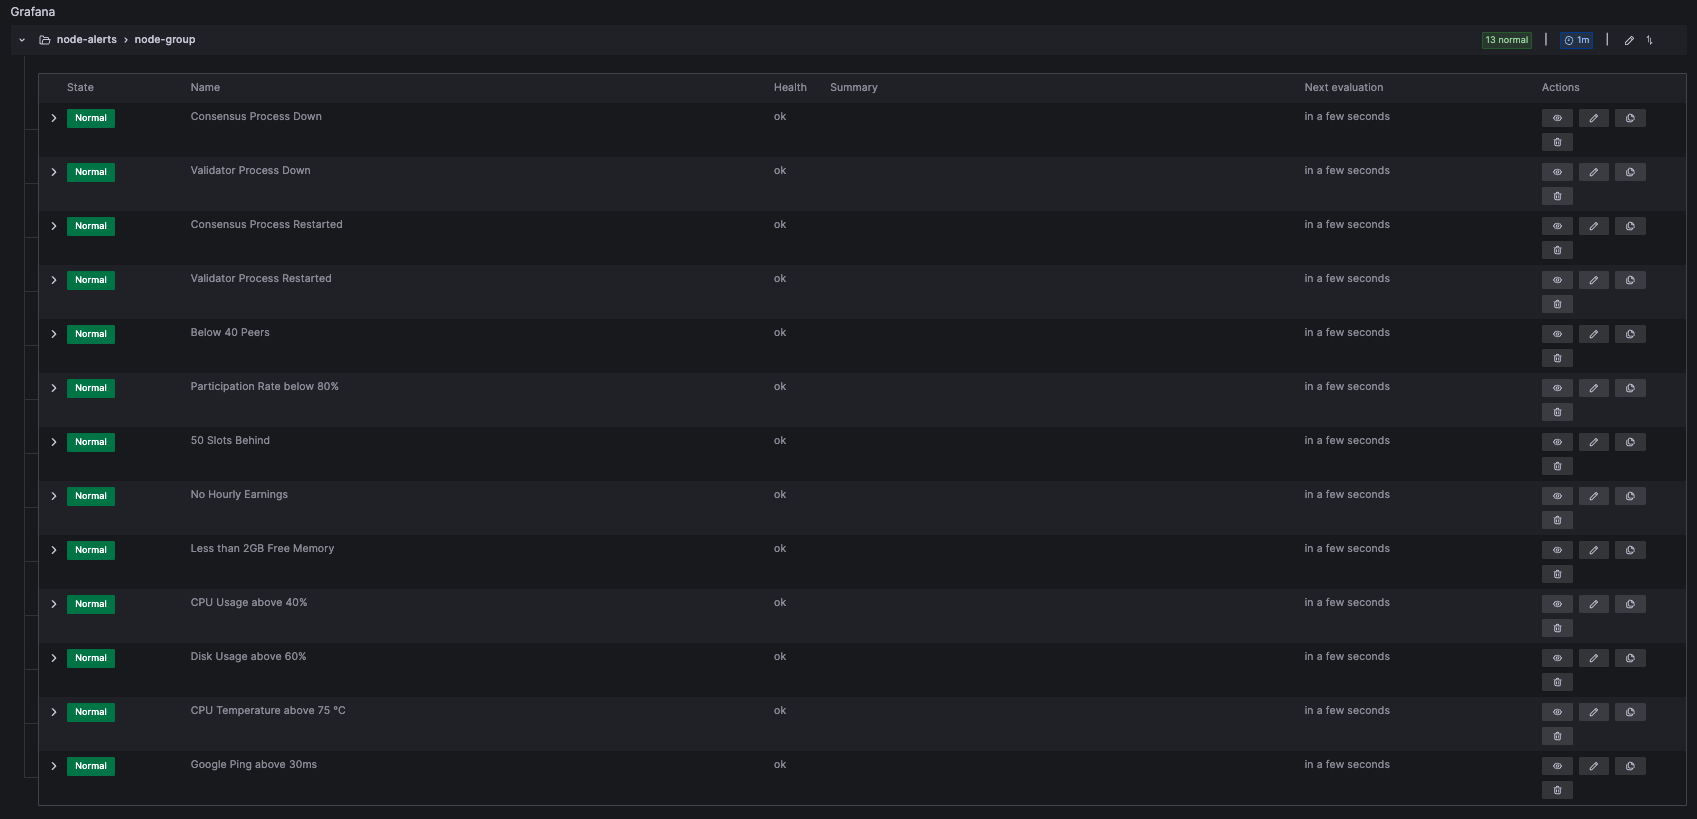 Grafana
node-alerts › node-group 13 normal | 1m |
State Name Health Summary Next evaluation Actions
Normal Consensus Process Down ok in a few seconds
Normal Validator Process Down ok in a few seconds
Normal Consensus Process Restarted ok in a few seconds
Normal Validator Process Restarted ok in a few seconds
Normal Below 40 Peers ok in a few seconds
Normal Participation Rate below 80% ok in a few seconds
Normal 50 Slots Behind ok in a few seconds
Normal No Hourly Earnings ok in a few seconds
Normal Less than 2GB Free Memory ok in a few seconds
Normal CPU Usage above 40% ok in a few seconds
Normal Disk Usage above 60% ok in a few seconds
Normal CPU Temperature above 75 °C ok in a few seconds
Normal Google Ping above 30ms ok in a few seconds